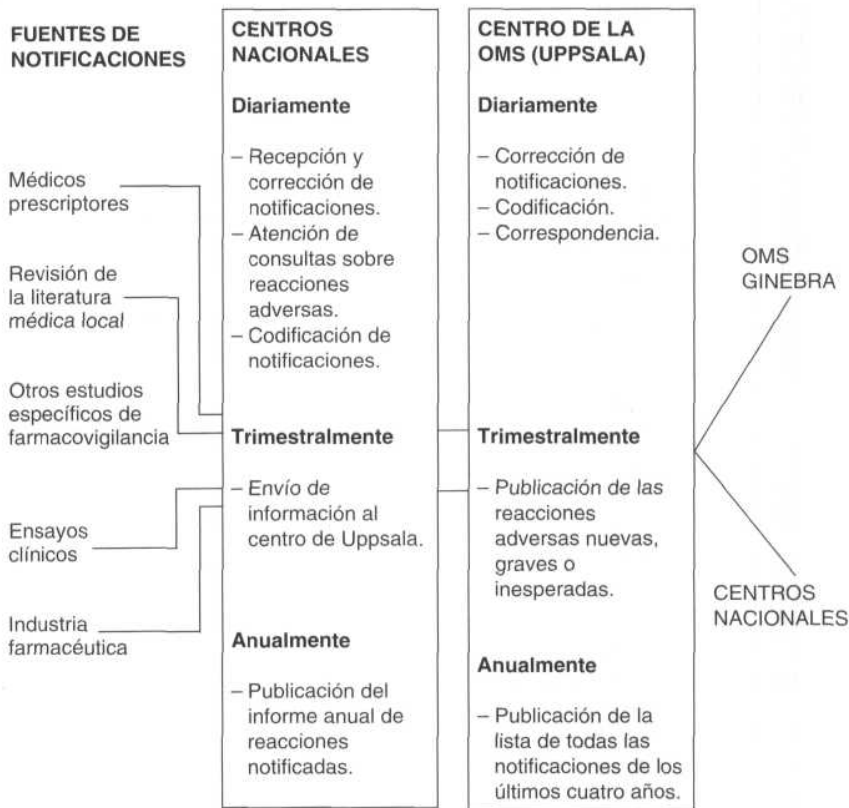 FUENTES DE
NOTIFICACIONES
Médicos
prescriptores
Revisión de
la literatura
médica local
Otros estudios
específicos de
farmacovigilancia
Ensayos
clínicos
Industria
farmacéutica
CENTROS
NACIONALES
Diariamente
– Recepción y
corrección de
notificaciones.
– Atención de
consultas sobre
reacciones
adversas.
– Codificación de
notificaciones.
Trimestralmente
– Envío de
información al
centro de Uppsala.
Anualmente
– Publicación del
informe anual de
reacciones
notificadas.
CENTRO DE LA
OMS (UPPSALA)
Diariamente
– Corrección de
notificaciones.
– Codificación.
– Correspondencia.
Trimestralmente
– Publicación de las
reacciones
adversas nuevas,
graves o
inesperadas.
Anualmente
– Publicación de la
lista de todas las
notificaciones de los
últimos cuatro años.
OMS
GINEBRA
CENTROS
NACIONALES